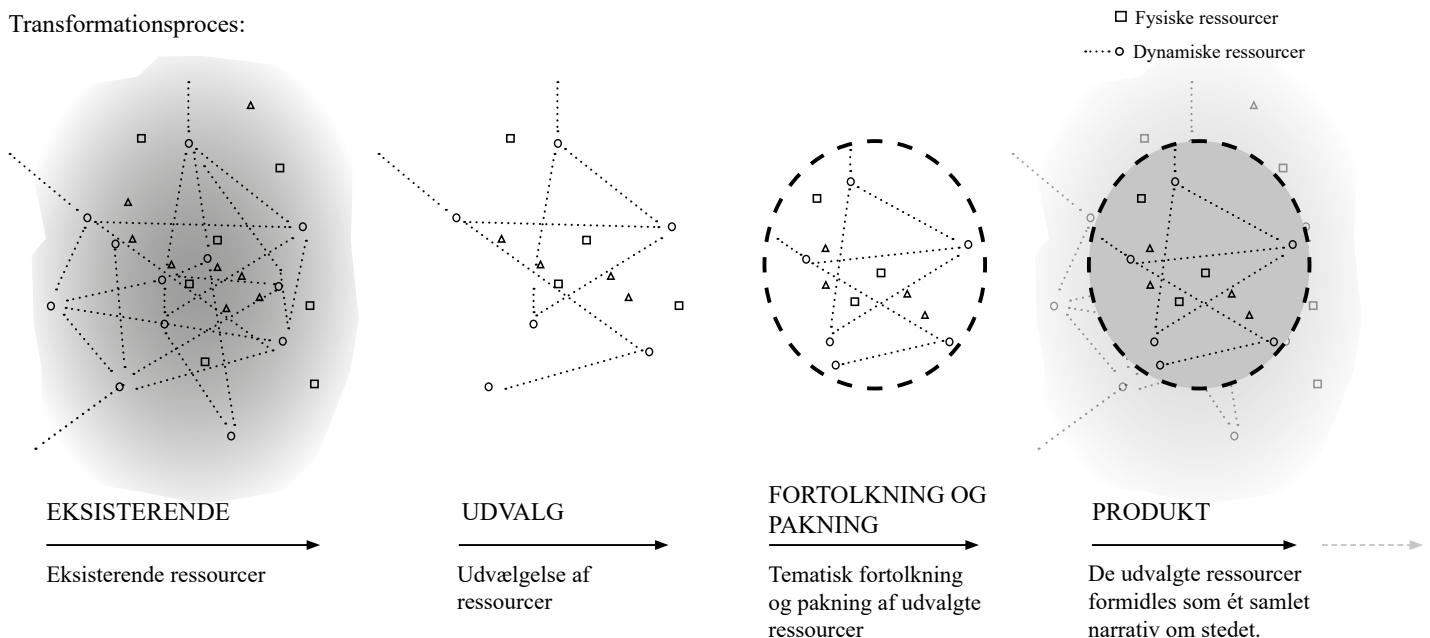 Transformationsproces:
Fysiske ressourcer
Dynamiske ressourcer
EKSISTERENDE
Eksisterende ressourcer
UDVALG
Udvælgelse af
ressourcer
FORTOLKNING OG
PAKNING
Tematisk fortolkning
og pakning af udvalgte
ressourcer
PRODUKT
De udvalgte ressourcer
formidles som ét samlet
narrativ om stedet.